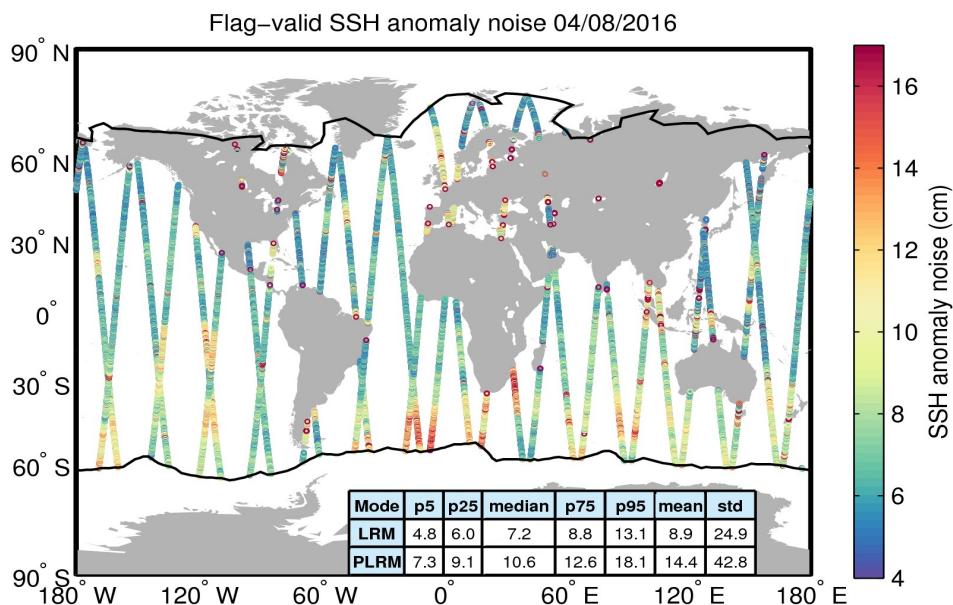 Flag−valid SSH anomaly noise 04/08/2016
90° N
60° N
30° N
0°
30° S
60° S
90° S
180° W
120° W
60° W
0°
60° E
120° E
180° E
Mode p5 p25 median p75 p95 mean std
LRM 4.8 6.0 7.2 8.8 13.1 8.9 24.9
PLRM 7.3 9.1 10.6 12.6 18.1 14.4 42.8
16
14
12
10
8
6
4
SSH anomaly noise (cm)